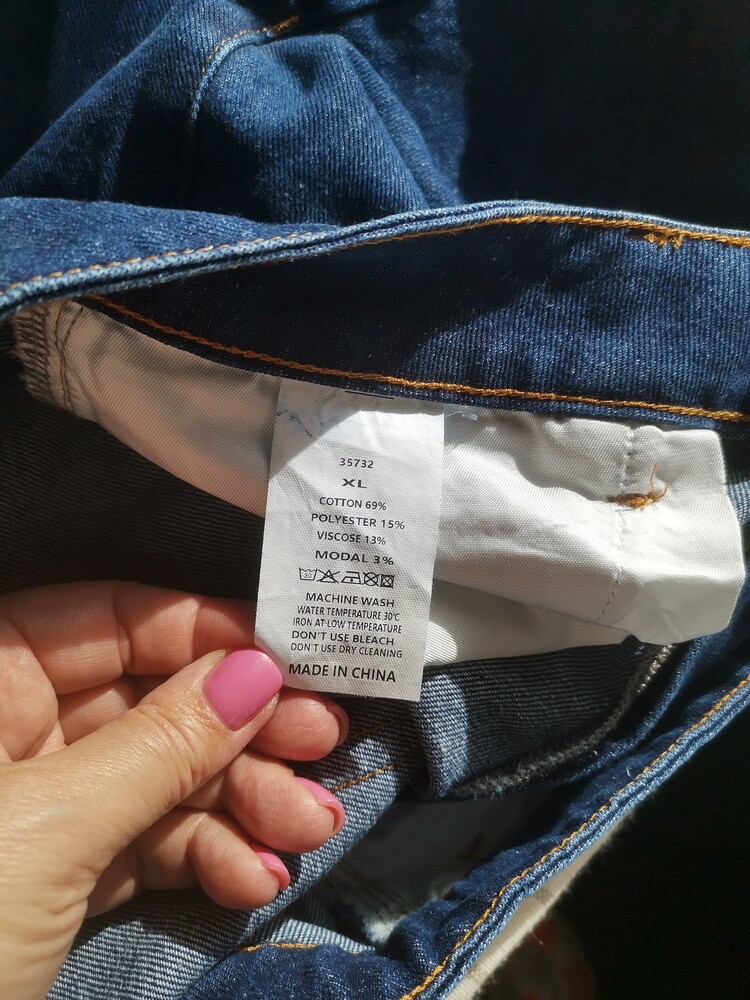 35732
XL
COTTON 69%
POLYESTER 15%
VISCOSE 13%
MODAL 3%
30
MACHINE WASH
WATER TEMPERATURE 30℃
IRON AT LOW TEMPERATURE
DON'T USE BLEACH
DON'T USE DRY CLEANING
MADE IN CHINA